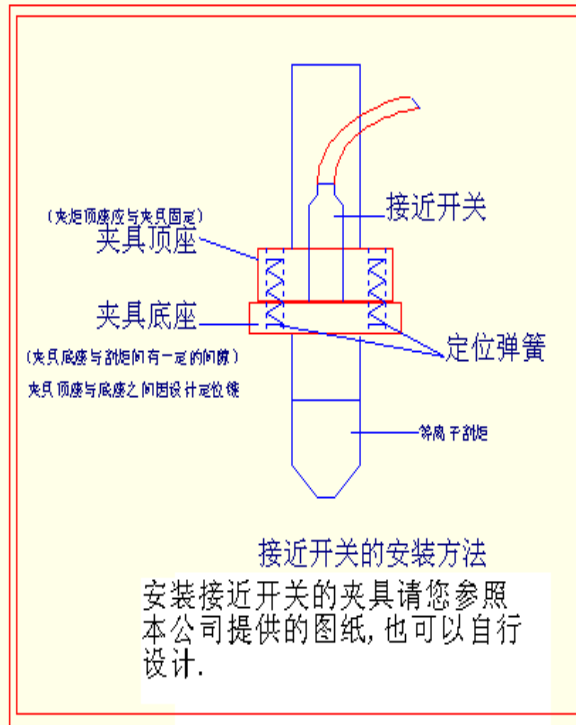 接近开关
(夹炬顶座应与夹具固定)
夹具顶座
夹具底座
定位弹簧
(夹具底座与割炬间有一定的间隙)
夹具顶座与底座之间因设计定位键
等离子割炬
接近开关的安装方法
安装接近开关的夹具请您参照
本公司提供的图纸,也可以自行
设计.